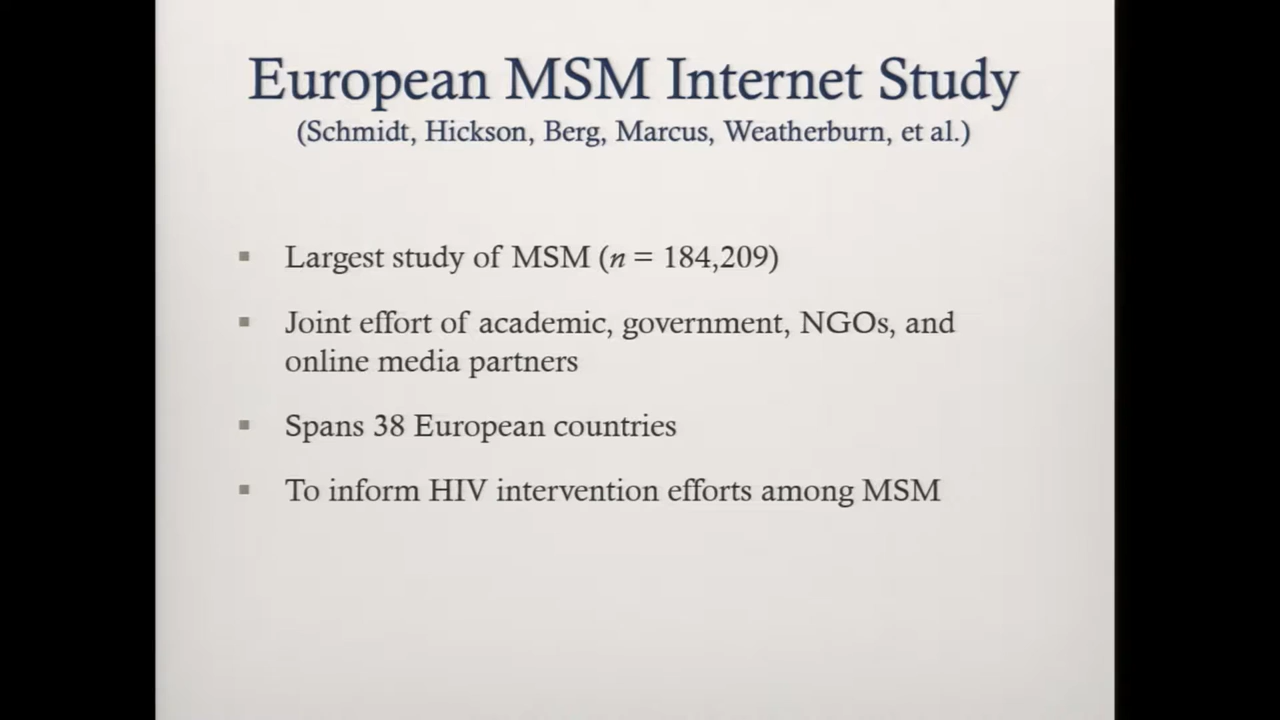 European MSM Internet Study
(Schmidt, Hickson, Berg, Marcus, Weatherburn, et al.)
▪ Largest study of MSM (n = 184,209)
▪ Joint effort of academic, government, NGOs, and
online media partners
▪ Spans 38 European countries
▪ To inform HIV intervention efforts among MSM